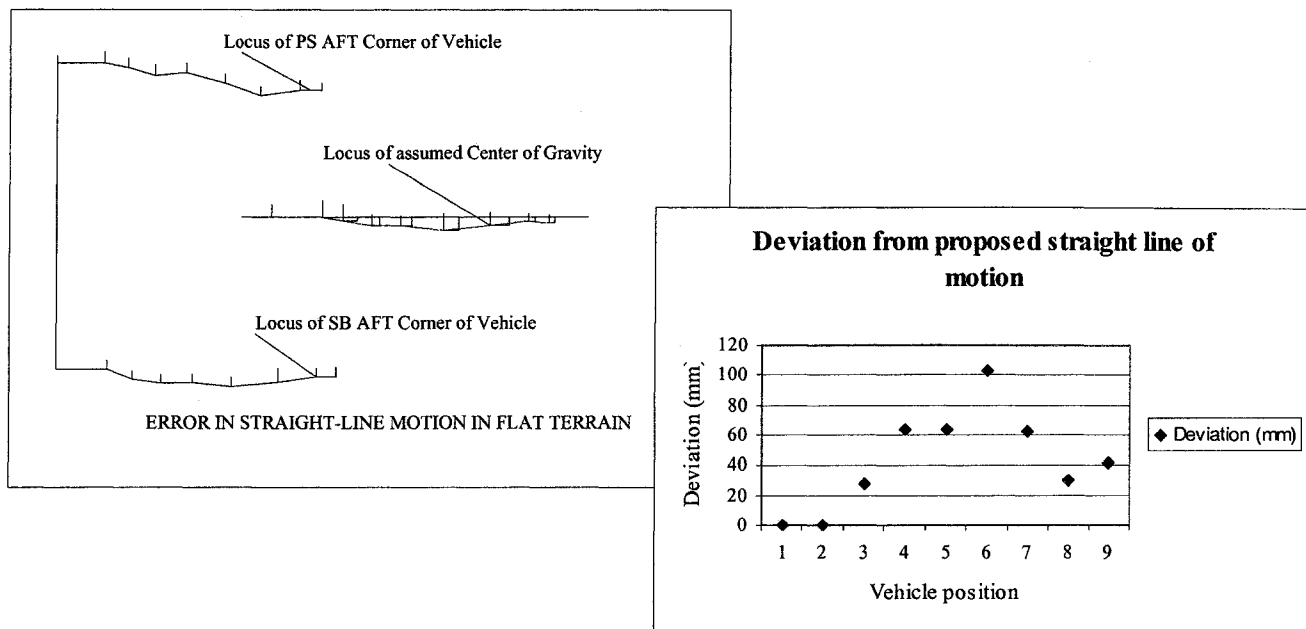 Locus of PS AFT Corner of Vehicle
Locus of assumed Center of Gravity
Locus of SB AFT Corner of Vehicle
ERROR IN STRAIGHT-LINE MOTION IN FLAT TERRAIN
Deviation from proposed straight line of
motion
Deviation (mm)
120
100
80
60
40
20
0
1 2 3 4 5 6 7 8 9
Vehicle position
Deviation (mm)